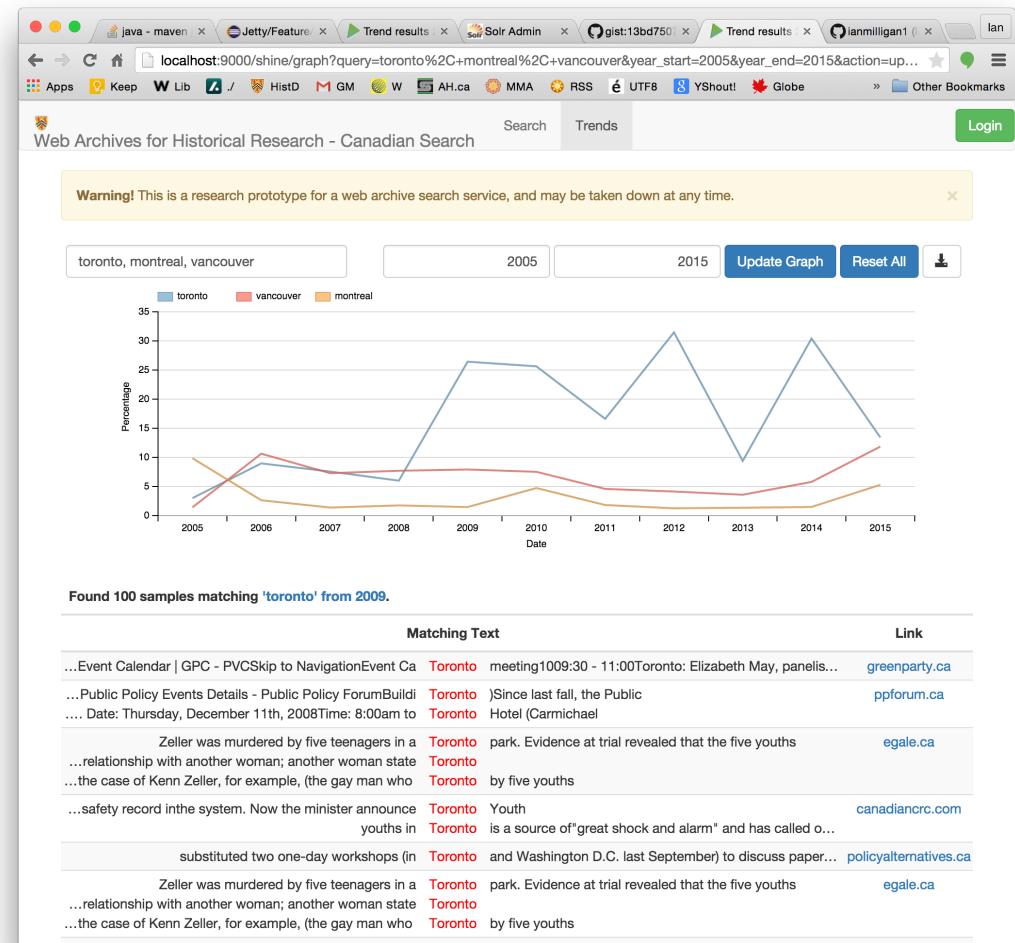 java - maven
Jetty/Feature/
Trend results
Solr Admin
gist:13bd750
Trend results
ianmilligan1 (I
Ian
localhost:9000/shine/graph?query=toronto%2C+montreal%2C+vancouver&year_start=2005&year_end=2015&action=up...
Apps Keep W Lib ./ HistD GM W AH.ca MMA RSS é UTF8 8 YShout! Globe » Other Bookmarks
Web Archives for Historical Research - Canadian Search
Search
Trends
Login
Warning! This is a research prototype for a web archive search service, and may be taken down at any time. ×
toronto, montreal, vancouver
2005
2015
Update Graph
Reset All
toronto vancouver montreal
35
30
25
20
15
10
5
0
Percentage
2005 2006 2007 2008 2009 2010 2011 2012 2013 2014 2015
Date
Found 100 samples matching 'toronto' from 2009.
Matching Text Link
…Event Calendar | GPC - PVCSkip to NavigationEvent Ca Toronto meeting1009:30 - 11:00Toronto: Elizabeth May, panelis… greenparty.ca
…Public Policy Events Details - Public Policy ForumBuildi Toronto )Since last fall, the Public ppforum.ca
…. Date: Thursday, December 11th, 2008Time: 8:00am to Toronto Hotel (Carmichael
Zeller was murdered by five teenagers in a Toronto park. Evidence at trial revealed that the five youths egale.ca
…relationship with another woman; another woman state Toronto
…the case of Kenn Zeller, for example, (the gay man who Toronto by five youths
…safety record inthe system. Now the minister announce Toronto Youth canadiancrc.com
youths in Toronto is a source of"great shock and alarm" and has called o…
substituted two one-day workshops (in Toronto and Washington D.C. last September) to discuss paper… policyalternatives.ca
Zeller was murdered by five teenagers in a Toronto park. Evidence at trial revealed that the five youths egale.ca
…relationship with another woman; another woman state Toronto
…the case of Kenn Zeller, for example, (the gay man who Toronto by five youths